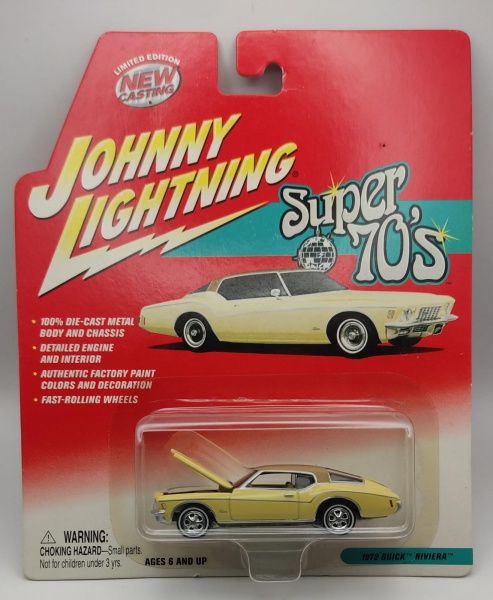 LIMITED EDITION
NEW
CASTING
JOHNNY
LIGHTNING®
Super
70's™
• 100% DIE-CAST METAL
BODY AND CHASSIS
• DETAILED ENGINE
AND INTERIOR
• AUTHENTIC FACTORY PAINT
COLORS AND DECORATION
• FAST-ROLLING WHEELS
⚠ WARNING:
CHOKING HAZARD—Small parts.
Not for children under 3 yrs.
AGES 6 AND UP
1972 BUICK™ RIVIERA™